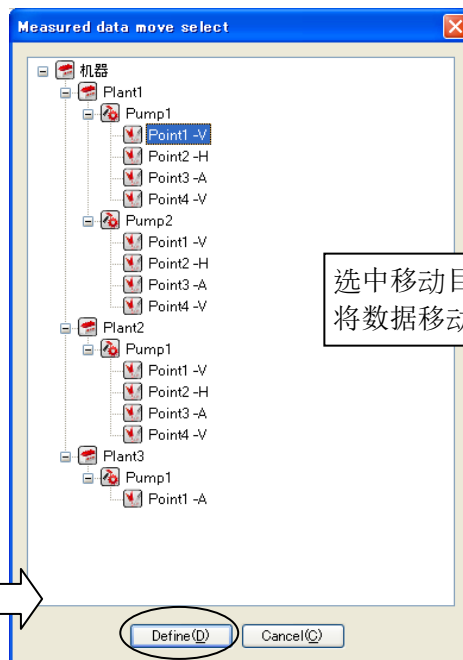 Measured data move select
机器
Plant1
Pump1
Point1 -V
Point2 -H
Point3 -A
Point4 -V
Pump2
Point1 -V
Point2 -H
Point3 -A
Point4 -V
Plant2
Pump1
Point1 -V
Point2 -H
Point3 -A
Point4 -V
Plant3
Pump1
Point1 -A
选中移动目
将数据移动
Define(D) Cancel(C)